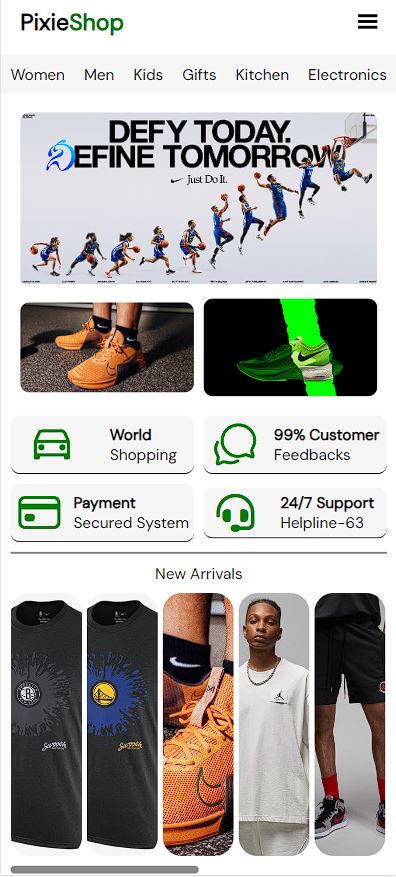 PixieShop
Women Men Kids Gifts Kitchen Electronics
DEFY TODAY.
DEFINE TOMORROW.
Just Do It.
World
Shopping
99% Customer
Feedbacks
Payment
Secured System
24/7 Support
Helpline-63
New Arrivals